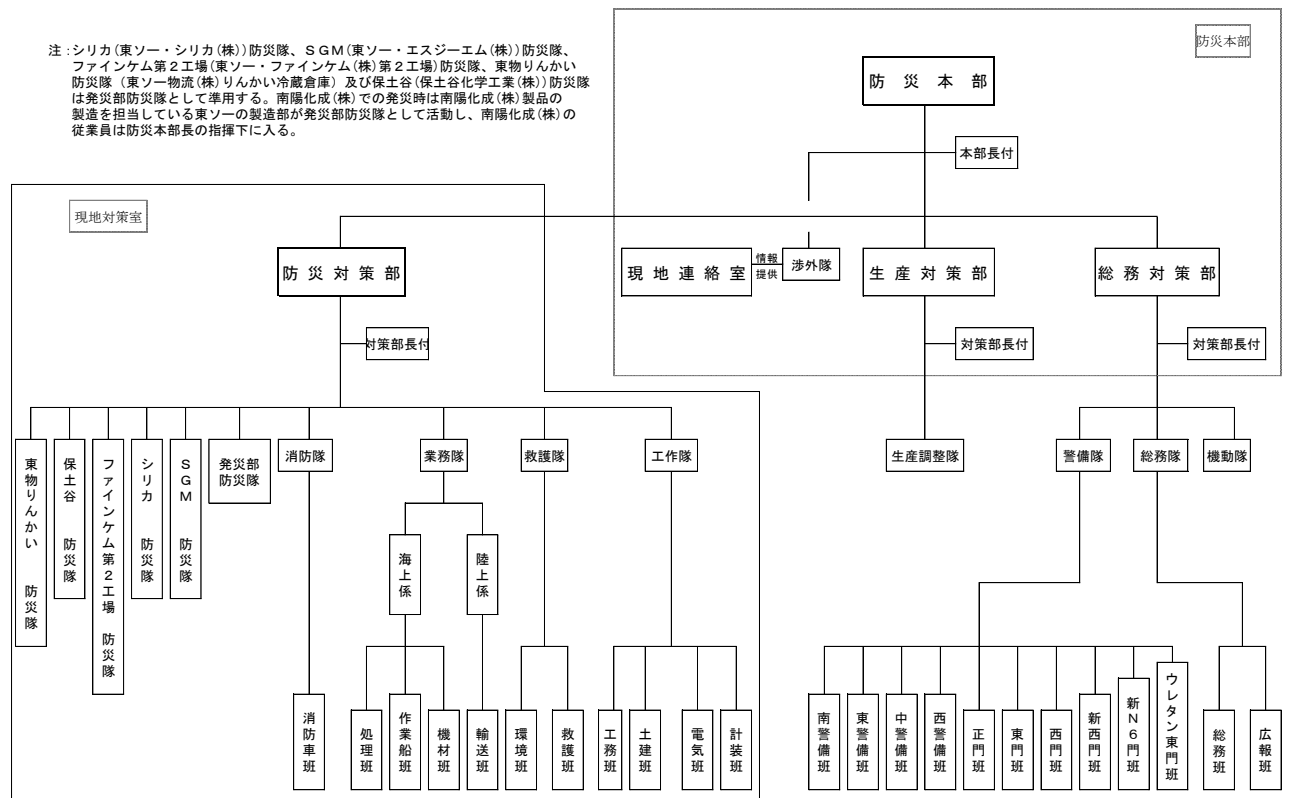 注：シリカ(東ソー・シリカ(株))防災隊、ＳＧＭ(東ソー・エスジーエム(株))防災隊、
ファインケム第２工場(東ソー・ファインケム(株)第２工場)防災隊、東物りんかい
防災隊（東ソー物流(株)りんかい冷蔵倉庫）及び保土谷(保土谷化学工業(株))防災隊
は発災部防災隊として準用する。南陽化成(株)での発災時は南陽化成(株)製品の
製造を担当している東ソーの製造部が発災部防災隊として活動し、南陽化成(株)の
従業員は防災本部長の指揮下に入る。
防災本部
防災本部
本部長付
現地対策室
防災対策部
現地連絡室
情報
提供
渉外隊
生産対策部
総務対策部
対策部長付
対策部長付
対策部長付
東物りんかい 防災隊
保土谷 防災隊
ファインケム第２工場 防災隊
シリカ 防災隊
ＳＧＭ 防災隊
発災部
防災隊
消防隊
業務隊
救護隊
工作隊
生産調整隊
警備隊
総務隊
機動隊
海上係
陸上係
消防車班
処理班
作業船班
機材班
輸送班
環境班
救護班
工務班
土建班
電気班
計装班
南警備班
東警備班
中警備班
西警備班
正門班
東門班
西門班
新西門班
新Ｎ６門班
ウレタン東門班
総務班
広報班